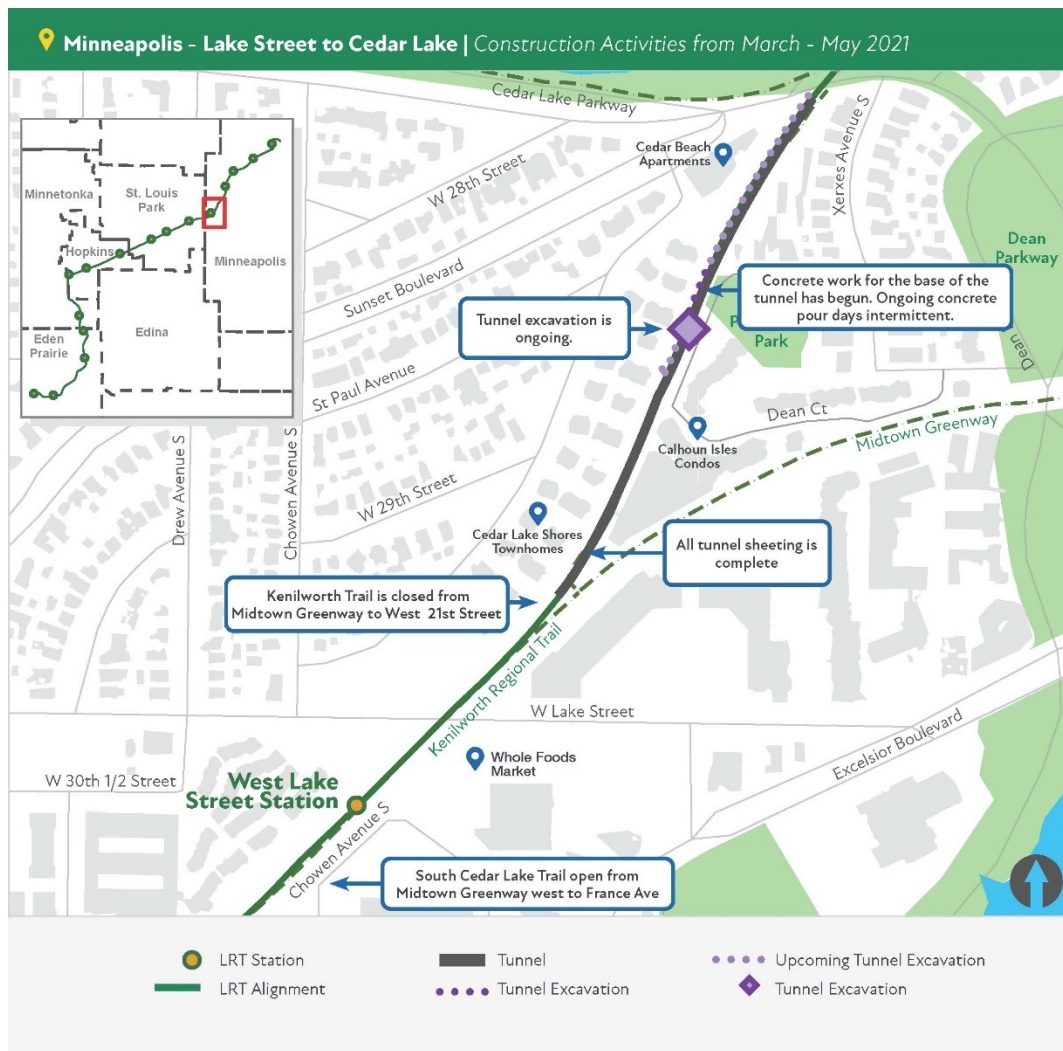 Minneapolis - Lake Street to Cedar Lake | Construction Activities from March - May 2021
Cedar Lake Parkway
Xerxes Avenue S
Cedar Beach
Apartments
W 28th Street
Minnetonka
St. Louis
Park
Hopkins
Minneapolis
Edina
Eden
Prairie
Dean
Parkway
Sunset Boulevard
Concrete work for the base of the
tunnel has begun. Ongoing concrete
pour days intermittent.
Tunnel excavation is
ongoing.
Park
Dean
St Paul Avenue
Dean Ct
Midtown Greenway
Calhoun Isles
Condos
Drew Avenue S
Chowen Avenue S
W 29th Street
Cedar Lake Shores
Townhomes
All tunnel sheeting is
complete
Kenilworth Trail is closed from
Midtown Greenway to West 21st Street
Kenilworth Regional Trail
W Lake Street
Excelsior Boulevard
Whole Foods
Market
W 30th 1/2 Street
West Lake
Street Station
Chowen Avenue S
South Cedar Lake Trail open from
Midtown Greenway west to France Ave
LRT Station
Tunnel
Upcoming Tunnel Excavation
LRT Alignment
Tunnel Excavation
Tunnel Excavation